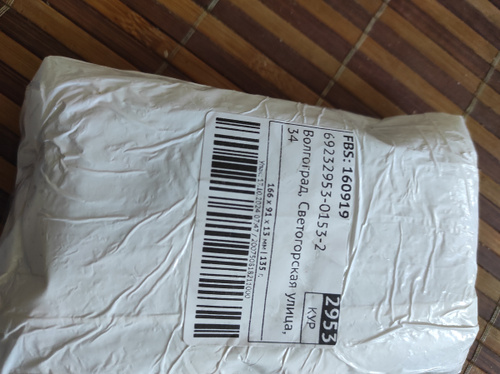 FBS: 160919
69232953-0153-2
Волгоград, Светогорская улица,
34
2953
КУР
166 x 91 x 13 мм | 135 г.